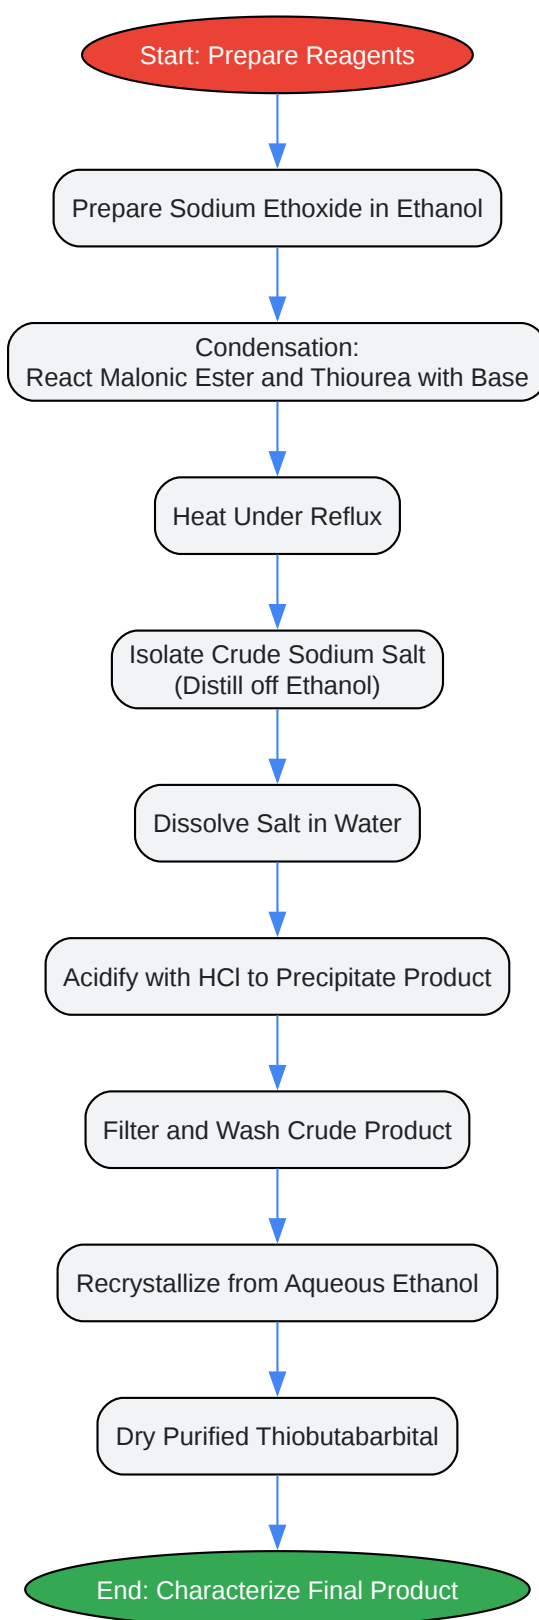 Start: Prepare Reagents
Prepare Sodium Ethoxide in Ethanol
Condensation:
React Malonic Ester and Thiourea with Base
Heat Under Reflux
Isolate Crude Sodium Salt
(Distill off Ethanol)
Dissolve Salt in Water
Acidify with HCl to Precipitate Product
Filter and Wash Crude Product
Recrystallize from Aqueous Ethanol
Dry Purified Thiobutabarbital
End: Characterize Final Product